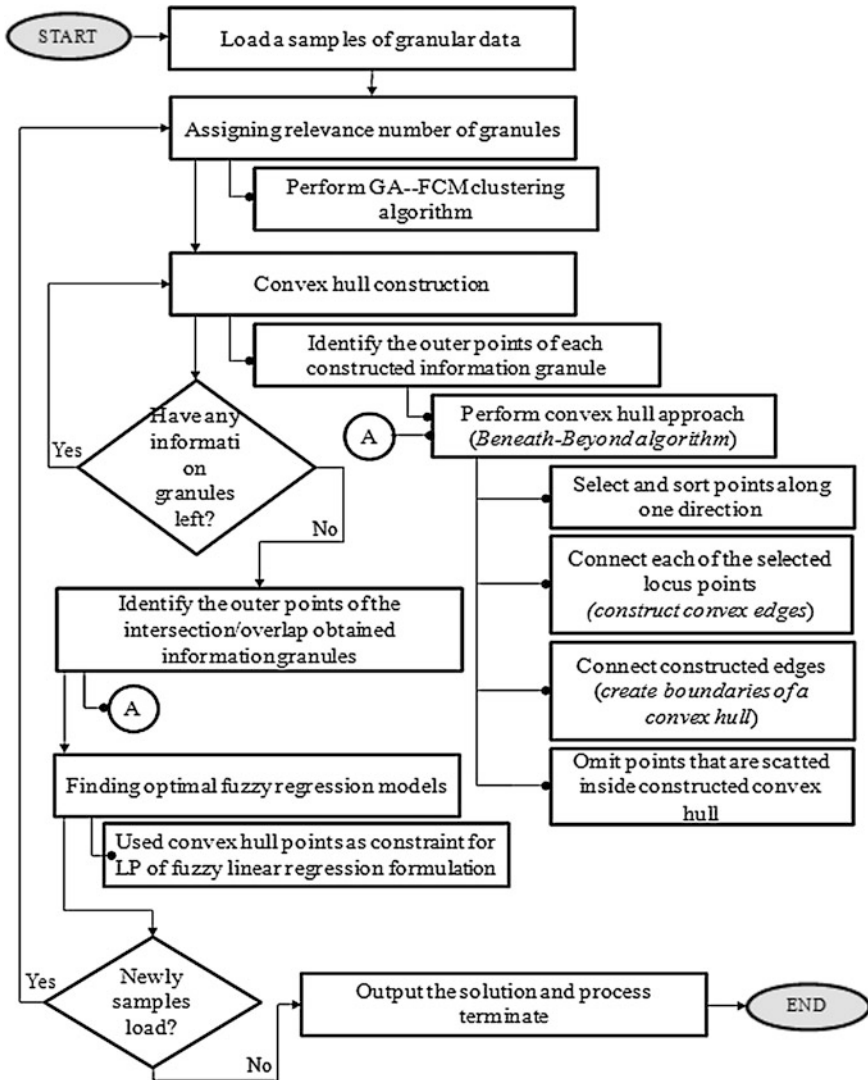 START
Load a samples of granular data
Assigning relevance number of granules
Perform GA--FCM clustering
algorithm
Convex hull construction
Identify the outer points of each
constructed information granule
Have any
informati
on
granules
left?
Yes
No
A
Perform convex hull approach
(Beneath-Beyond algorithm)
Select and sort points along
one direction
Connect each of the selected
locus points
(construct convex edges)
Connect constructed edges
(create boundaries of a
convex hull)
Omit points that are scatted
inside constructed convex
hull
Identify the outer points of the
intersection/overlap obtained
information granules
A
Finding optimal fuzzy regression models
Used convex hull points as constraint for
LP of fuzzy linear regression formulation
Yes
Newly
samples
load?
No
Output the solution and process
terminate
END